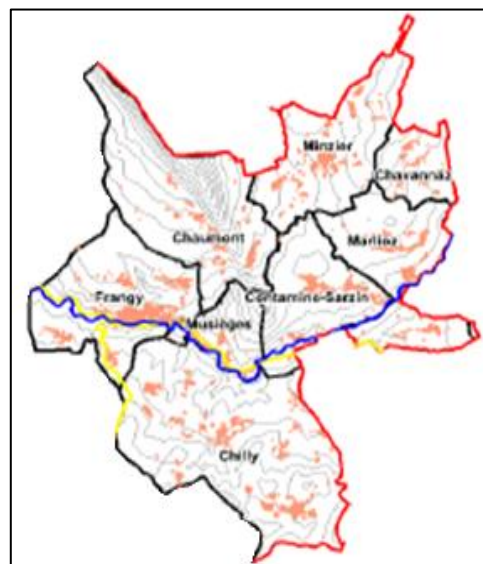 Minzier
Chavannaz
Chaumont
Marlioz
Frangy
Musièges
Contamine-Sarzin
Chilly